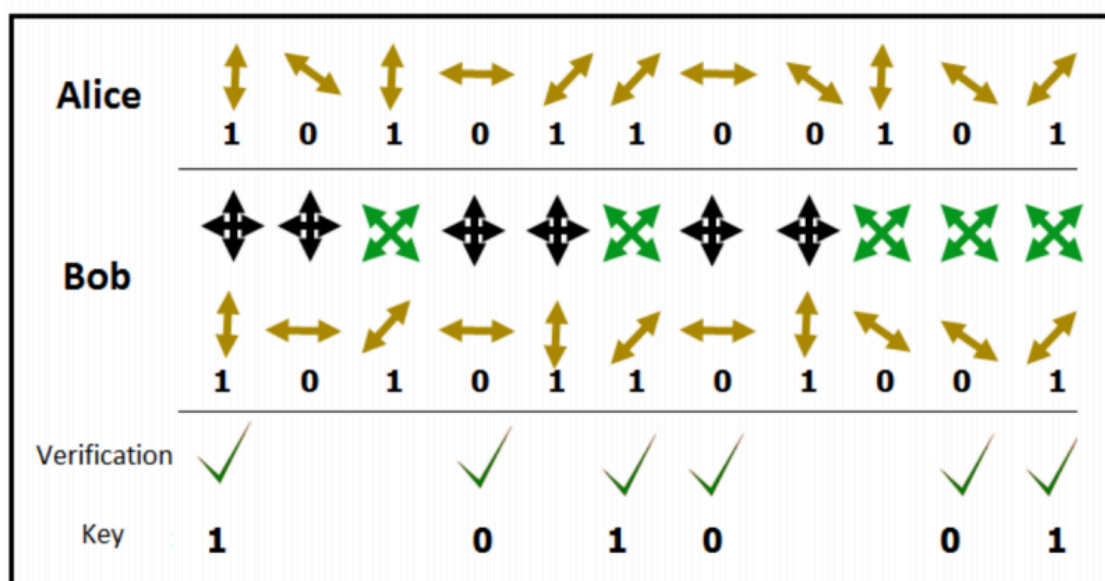 Alice
1 0 1 0 1 1 0 0 1 0 1
Bob
1 0 1 0 1 1 0 1 0 0 1
Verification
Key 1 0 1 0 0 1